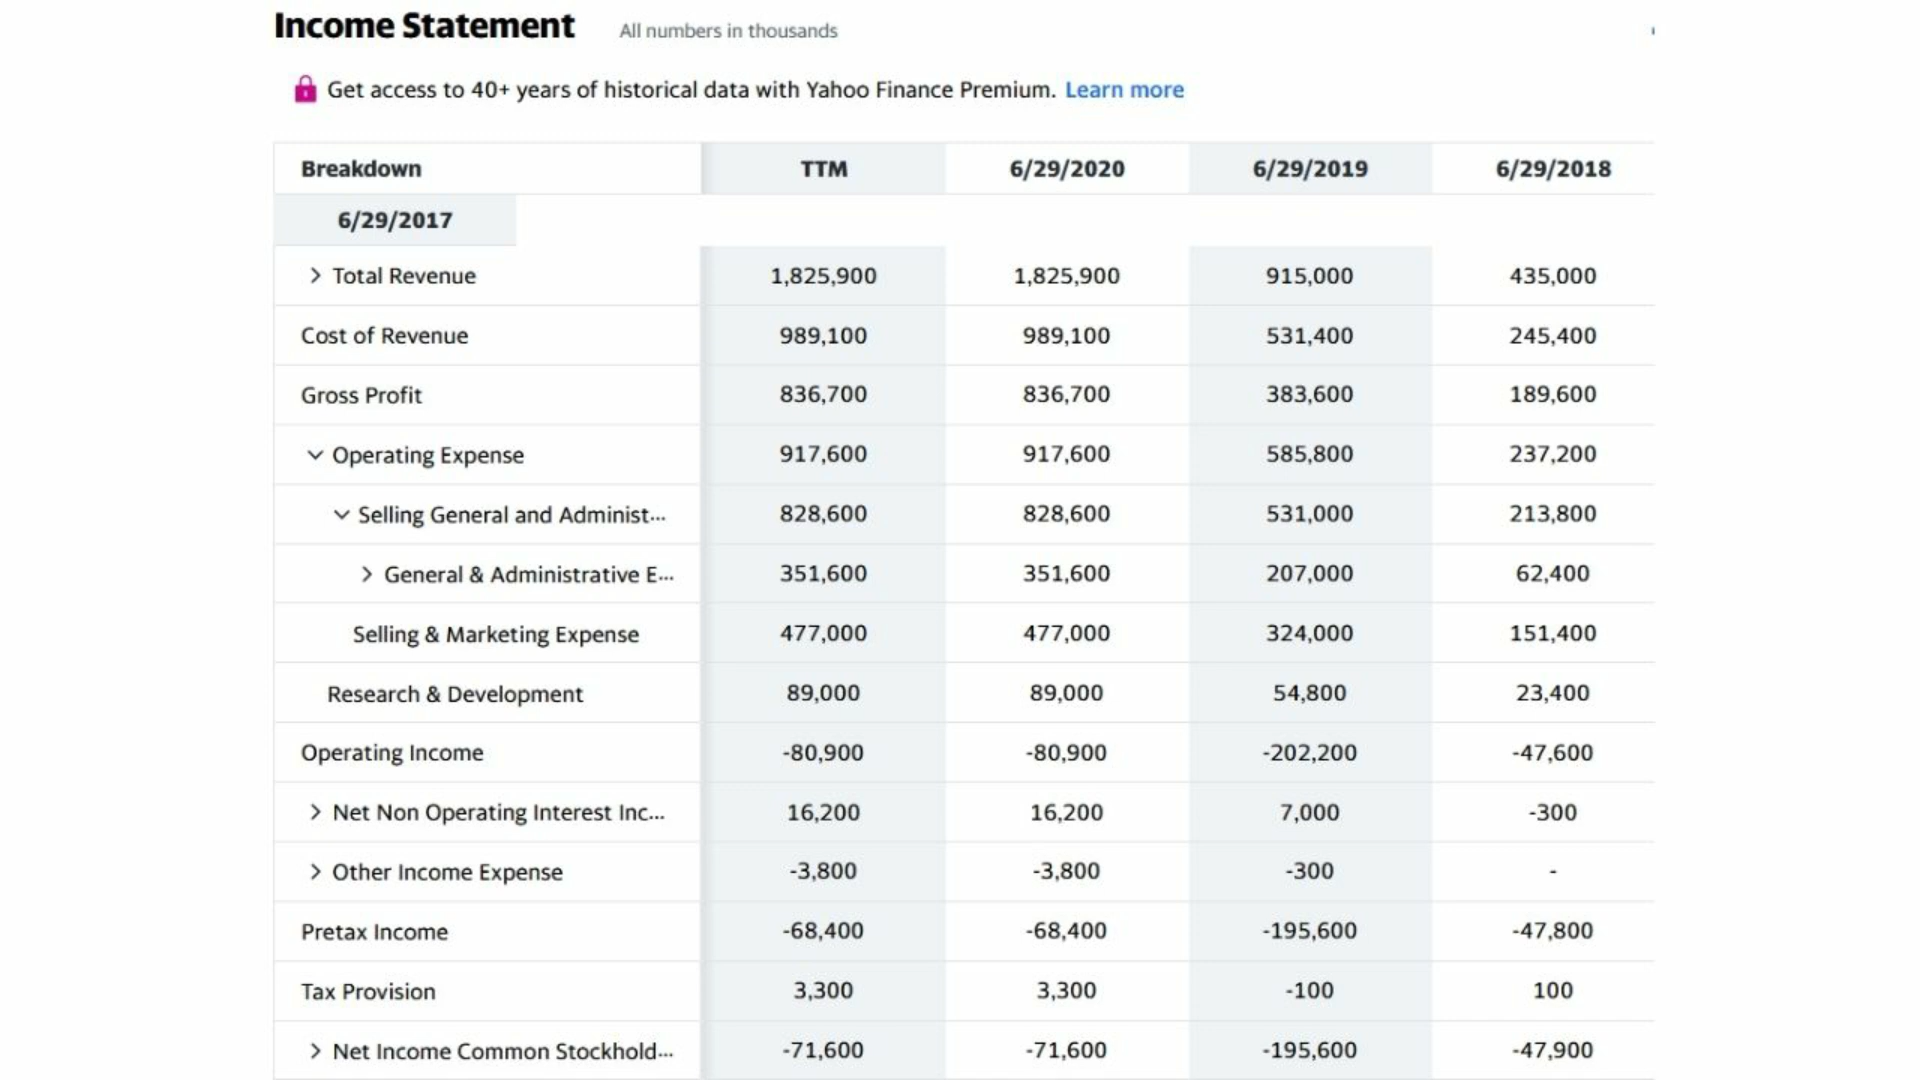 Income Statement All numbers in thousands
Get access to 40+ years of historical data with Yahoo Finance Premium. Learn more
Breakdown TTM 6/29/2020 6/29/2019 6/29/2018
6/29/2017
Total Revenue 1,825,900 1,825,900 915,000 435,000
Cost of Revenue 989,100 989,100 531,400 245,400
Gross Profit 836,700 836,700 383,600 189,600
Operating Expense 917,600 917,600 585,800 237,200
Selling General and Administ... 828,600 828,600 531,000 213,800
General & Administrative E... 351,600 351,600 207,000 62,400
Selling & Marketing Expense 477,000 477,000 324,000 151,400
Research & Development 89,000 89,000 54,800 23,400
Operating Income -80,900 -80,900 -202,200 -47,600
Net Non Operating Interest Inc... 16,200 16,200 7,000 -300
Other Income Expense -3,800 -3,800 -300 -
Pretax Income -68,400 -68,400 -195,600 -47,800
Tax Provision 3,300 3,300 -100 100
Net Income Common Stockhold... -71,600 -71,600 -195,600 -47,900